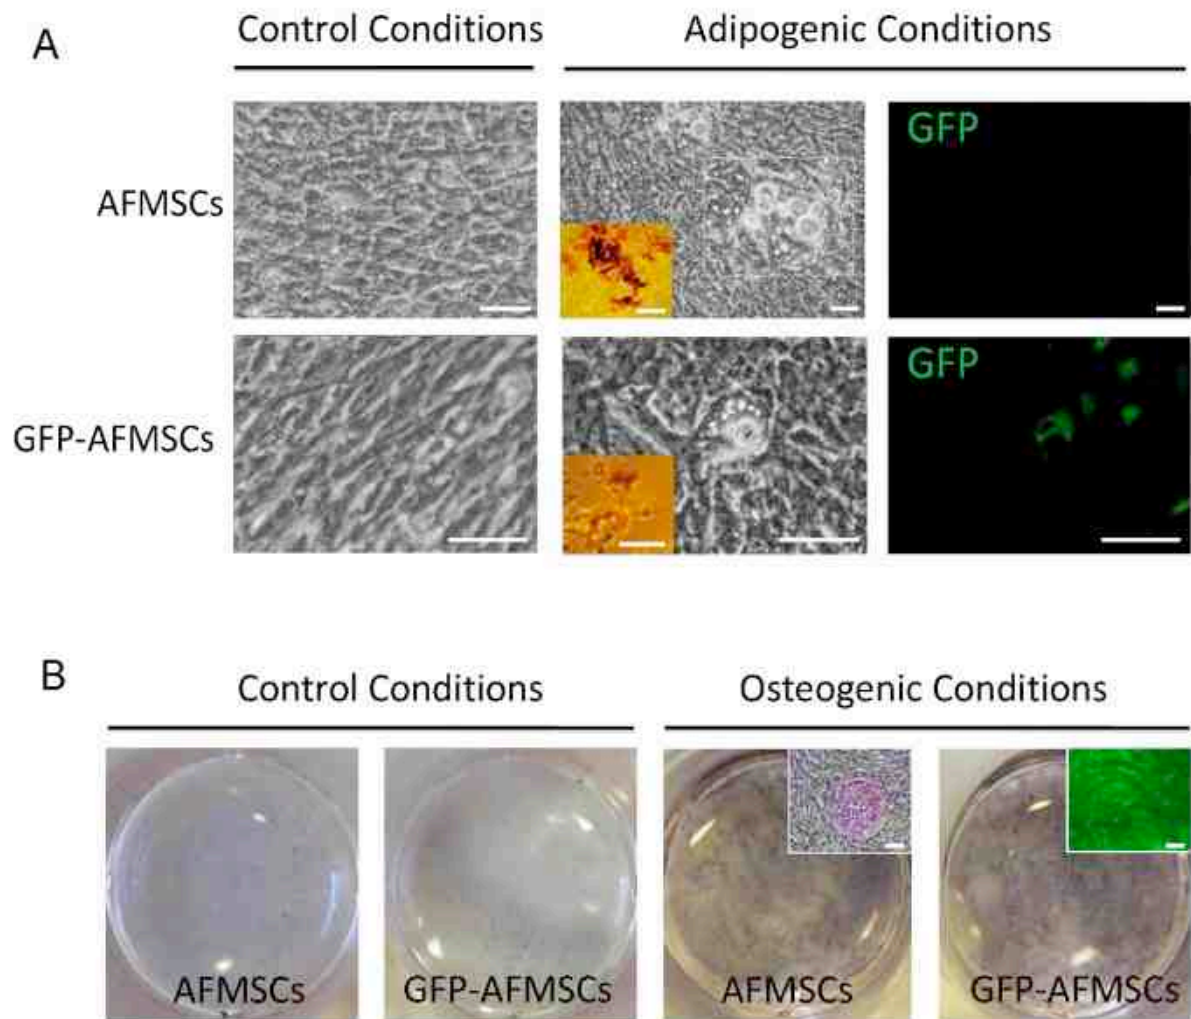 A
Control Conditions
Adipogenic Conditions
AFMSCs
GFP
GFP-AFMSCs
GFP
B
Control Conditions
Osteogenic Conditions
AFMSCs
GFP-AFMSCs
AFMSCs
GFP-AFMSCs